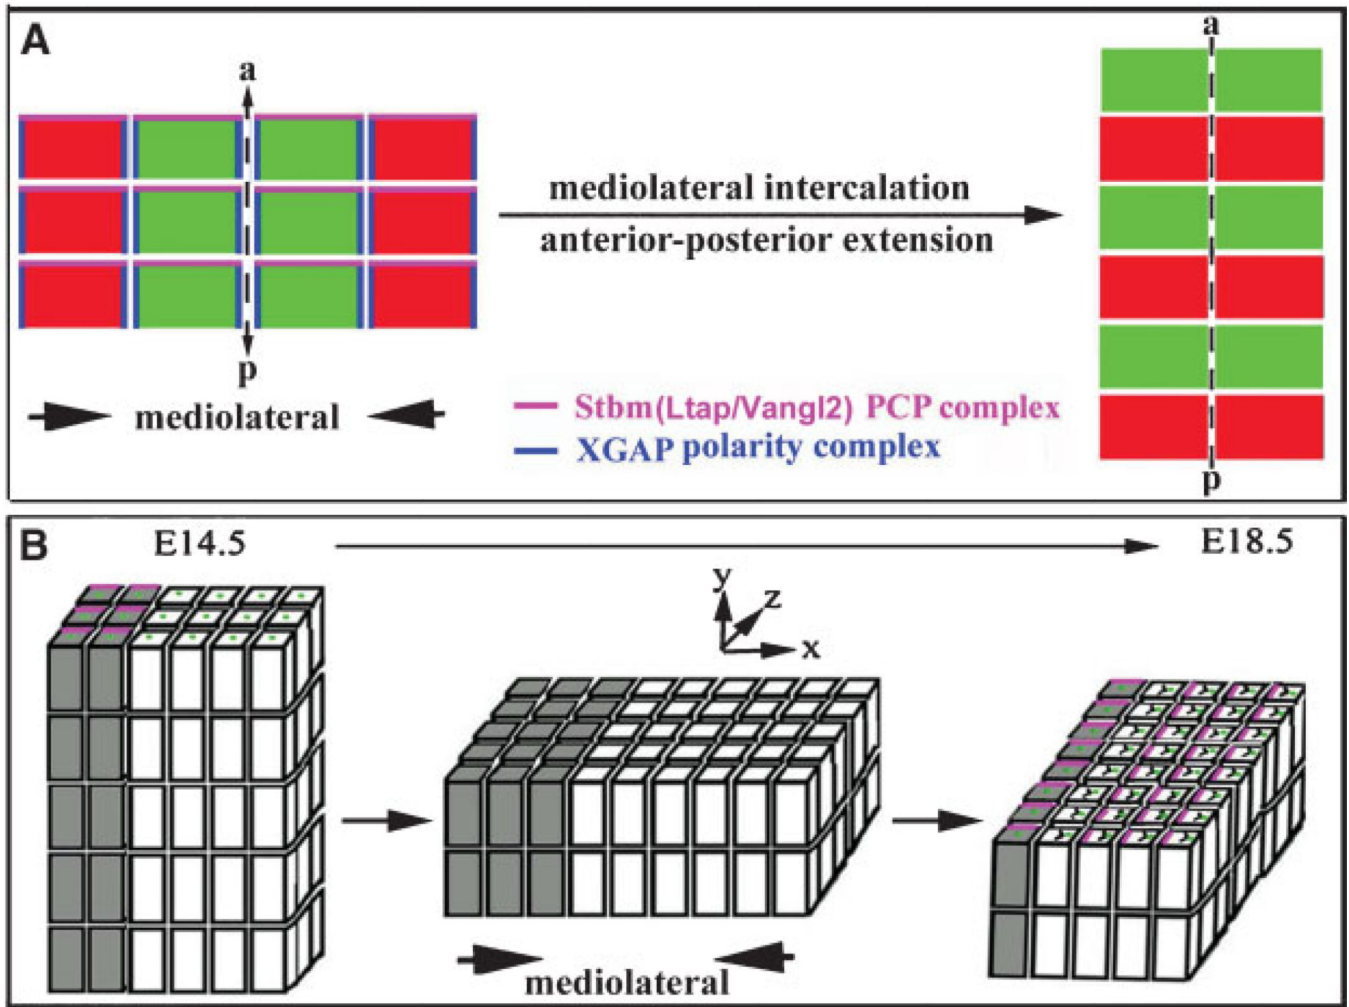 A
a
a
mediolateral intercalation
anterior-posterior extension
p
mediolateral
Stbm(Ltap/Vangl2) PCP complex
XGAP polarity complex
p
B
E14.5
E18.5
y
z
x
mediolateral